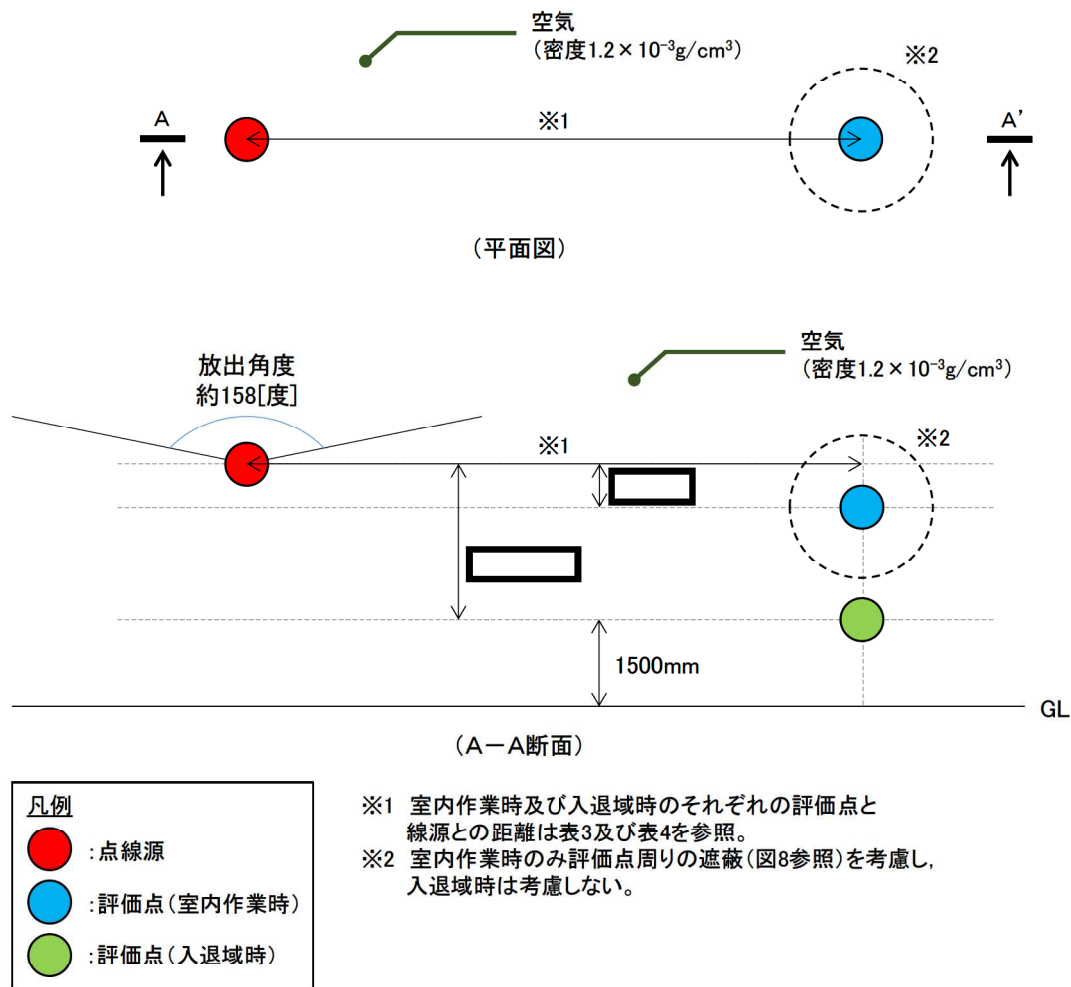 空気
(密度1.2×10⁻³g/cm³)
※2
A
※1
A'
(平面図)
空気
(密度1.2×10⁻³g/cm³)
放出角度
約158[度]
※1
※2
1500mm
GL
(A-A断面)
凡例
:点線源
:評価点(室内作業時)
:評価点(入退域時)
※1 室内作業時及び入退域時のそれぞれの評価点と
線源との距離は表3及び表4を参照。
※2 室内作業時のみ評価点周りの遮蔽(図8参照)を考慮し,
入退域時は考慮しない。